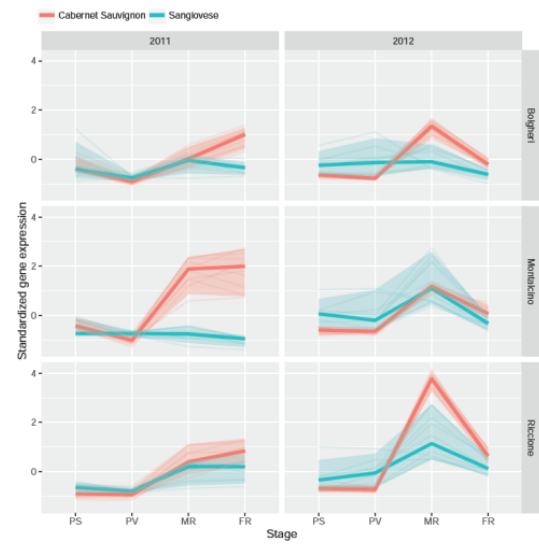 Cabernet Sauvignon Sangiovese
2011
2012
4
2
0
Bolgheri
Standardized gene expression
4
2
0
Montalcino
4
2
0
Riccione
PS PV MR FR
PS PV MR FR
Stage